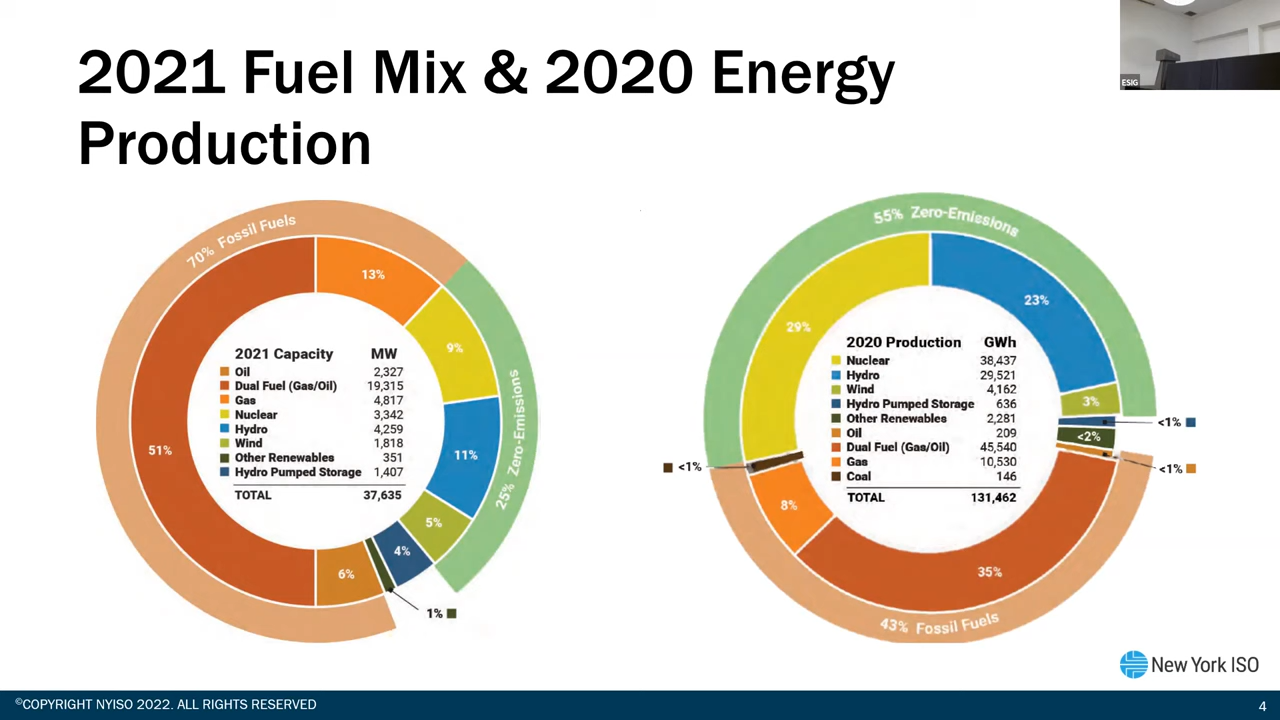 ESIG
2021 Fuel Mix & 2020 Energy
Production
70% Fossil Fuels
13%
9%
11%
25% Zero-Emissions
5%
4%
1%
6%
51%
2021 Capacity MW
Oil 2,327
Dual Fuel (Gas/Oil) 19,315
Gas 4,817
Nuclear 3,342
Hydro 4,259
Wind 1,818
Other Renewables 351
Hydro Pumped Storage 1,407
TOTAL 37,635
55% Zero-Emissions
29%
23%
3%
<1%
<2%
<1%
<1%
8%
35%
43% Fossil Fuels
2020 Production GWh
Nuclear 38,437
Hydro 29,521
Wind 4,162
Hydro Pumped Storage 636
Other Renewables 2,281
Oil 209
Dual Fuel (Gas/Oil) 45,540
Gas 10,530
Coal 146
TOTAL 131,462
New York ISO
©COPYRIGHT NYISO 2022. ALL RIGHTS RESERVED
4